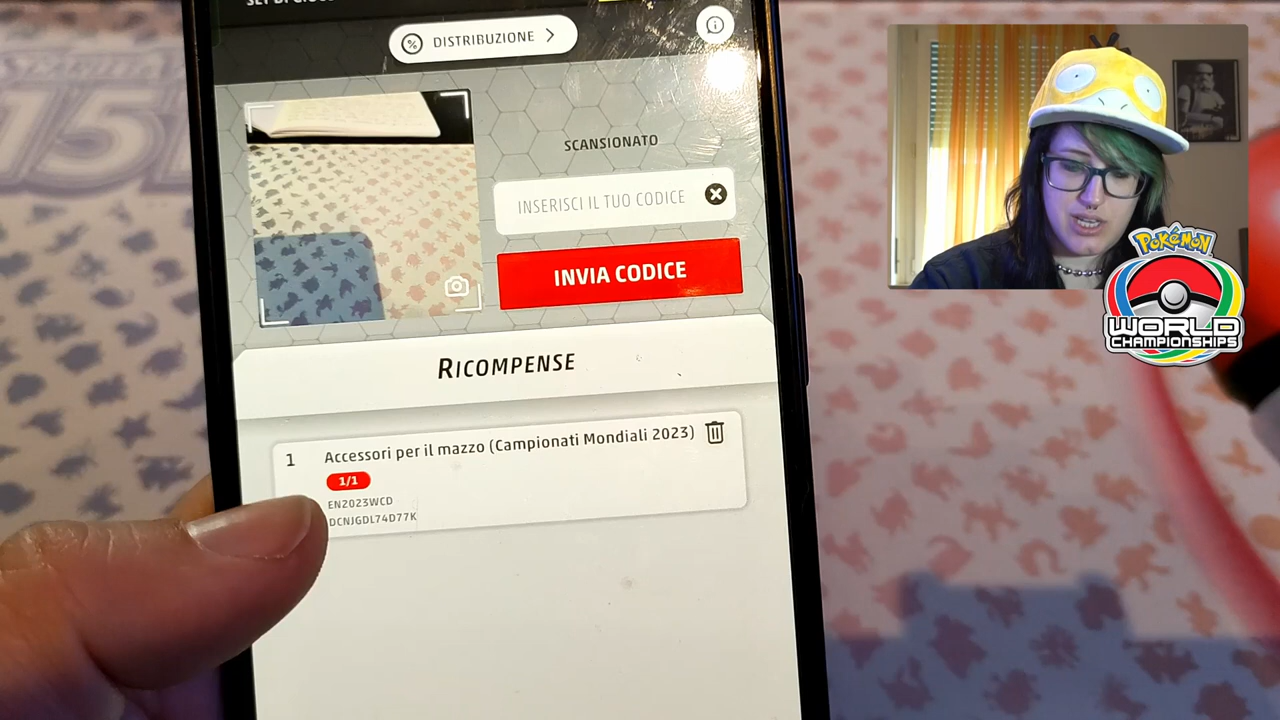 DISTRIBUZIONE
SCANSIONATO
INSERISCI IL TUO CODICE
INVIA CODICE
RICOMPENSE
1 Accessori per il mazzo (Campionati Mondiali 2023)
1/1
EN2023WCD
DCNJGDL74D77K
Pokémon
WORLD
CHAMPIONSHIPS
151